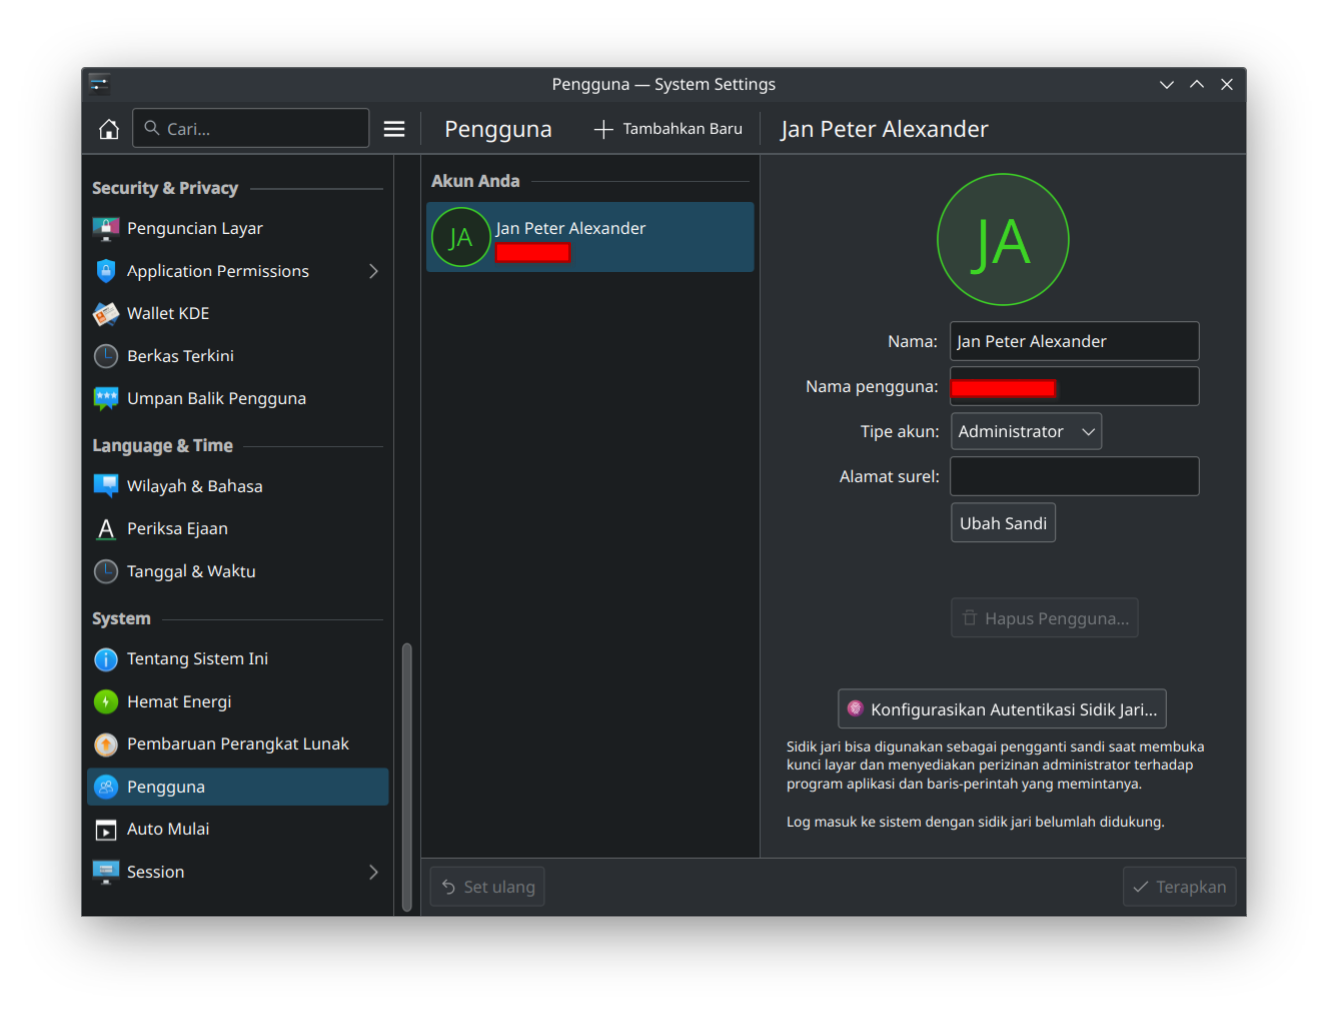 Pengguna — System Settings
Cari...
Pengguna
Tambahkan Baru
Jan Peter Alexander
Security & Privacy
Penguncian Layar
Application Permissions
Wallet KDE
Berkas Terkini
Umpan Balik Pengguna
Language & Time
Wilayah & Bahasa
Periksa Ejaan
Tanggal & Waktu
System
Tentang Sistem Ini
Hemat Energi
Pembaruan Perangkat Lunak
Pengguna
Auto Mulai
Session
Akun Anda
JA
Jan Peter Alexander
JA
Nama: Jan Peter Alexander
Nama pengguna:
Tipe akun: Administrator
Alamat surel:
Ubah Sandi
Hapus Pengguna...
Konfigurasikan Autentikasi Sidik Jari...
Sidik jari bisa digunakan sebagai pengganti sandi saat membuka
kunci layar dan menyediakan perizinan administrator terhadap
program aplikasi dan baris-perintah yang memintanya.
Log masuk ke sistem dengan sidik jari belumlah didukung.
Set ulang
Terapkan